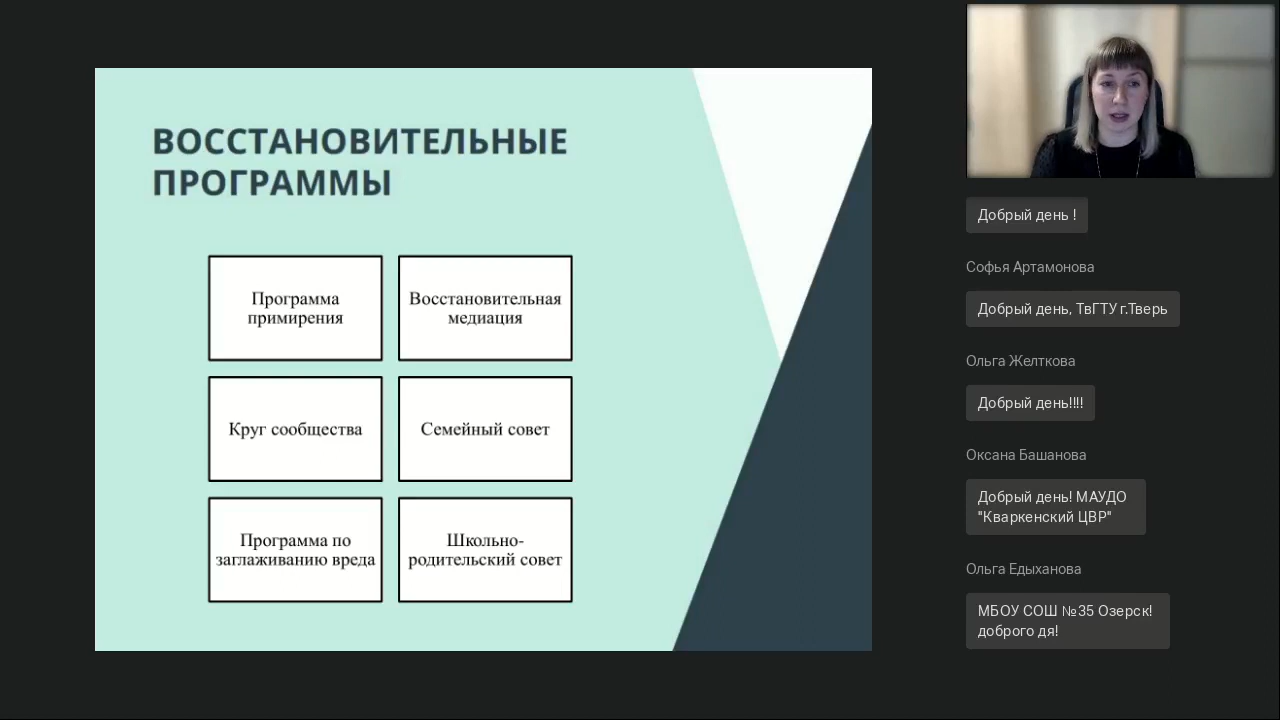 ВОССТАНОВИТЕЛЬНЫЕ
ПРОГРАММЫ
Программа
примирения
Восстановительная
медиация
Круг сообщества
Семейный совет
Программа по
заглаживанию вреда
Школьно-
родительский совет
Добрый день !
Софья Артамонова
Добрый день, ТвГТУ г.Тверь
Ольга Желткова
Добрый день!!!!
Оксана Башанова
Добрый день! МАУДО
"Кваркенский ЦВР"
Ольга Едыханова
МБОУ СОШ №35 Озерск!
доброго дя!